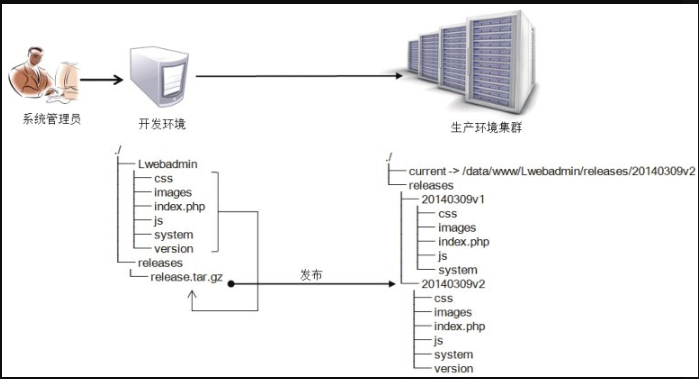 系统管理员
开发环境
生产环境集群
./
Lwebadmin
css
images
index.php
js
system
version
releases
release.tar.gz
发布
./
current -> /data/www/Lwebadmin/releases/20140309v2
releases
20140309v1
css
images
index.php
js
system
20140309v2
css
images
index.php
js
system
version